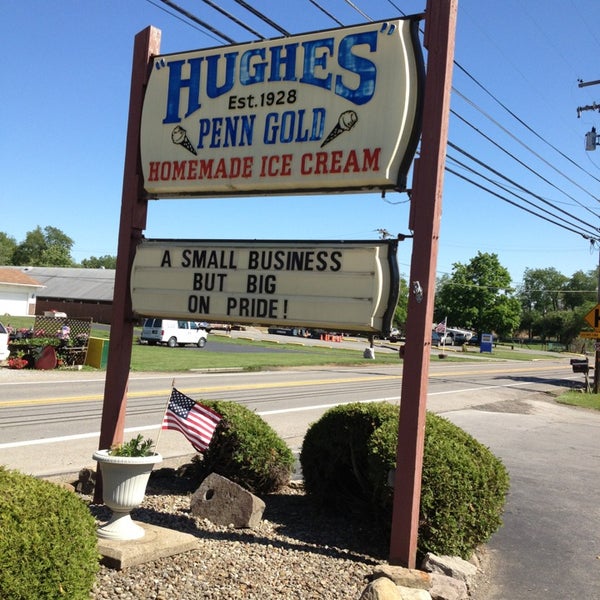 "HUGHES"
EST. 1928
PENN GOLD
HOMEMADE ICE CREAM
A SMALL BUSINESS
BUT BIG
ON PRIDE!